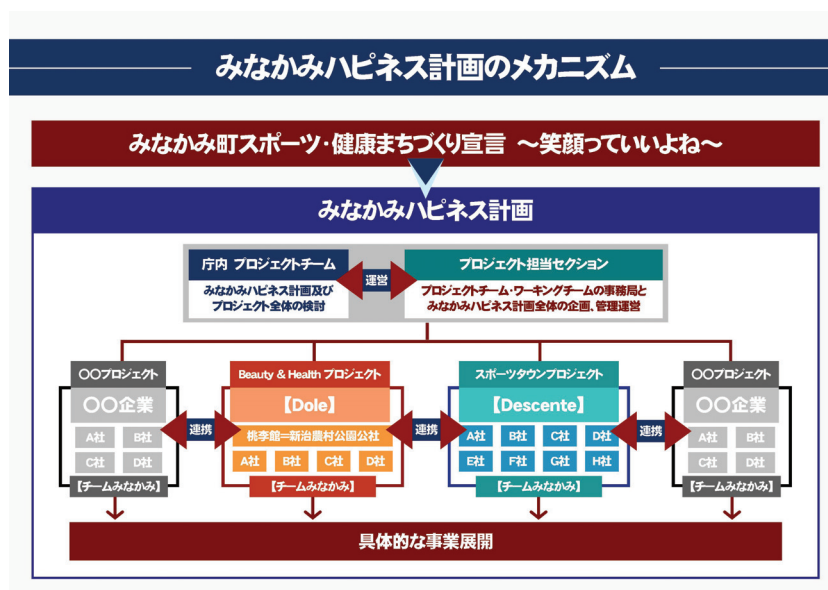 みなかみハピネス計画のメカニズム
みなかみ町スポーツ・健康まちづくり宣言 ～笑顔っていいよね～
みなかみハピネス計画
庁内 プロジェクトチーム
みなかみハピネス計画及び
プロジェクト全体の検討
運営
プロジェクト担当セクション
プロジェクトチーム・ワーキングチームの事務局と
みなかみハピネス計画全体の企画、管理運営
〇〇プロジェクト
〇〇企業
A社 B社
C社 D社
【チームみなかみ】
連携
Beauty & Health プロジェクト
【Dole】
桃李館=新治農村公園公社
A社 B社 C社 D社
【チームみなかみ】
連携
スポーツタウンプロジェクト
【Descente】
A社 B社 C社 D社
E社 F社 G社 H社
【チームみなかみ】
連携
〇〇プロジェクト
〇〇企業
A社 B社
C社 D社
【チームみなかみ】
具体的な事業展開